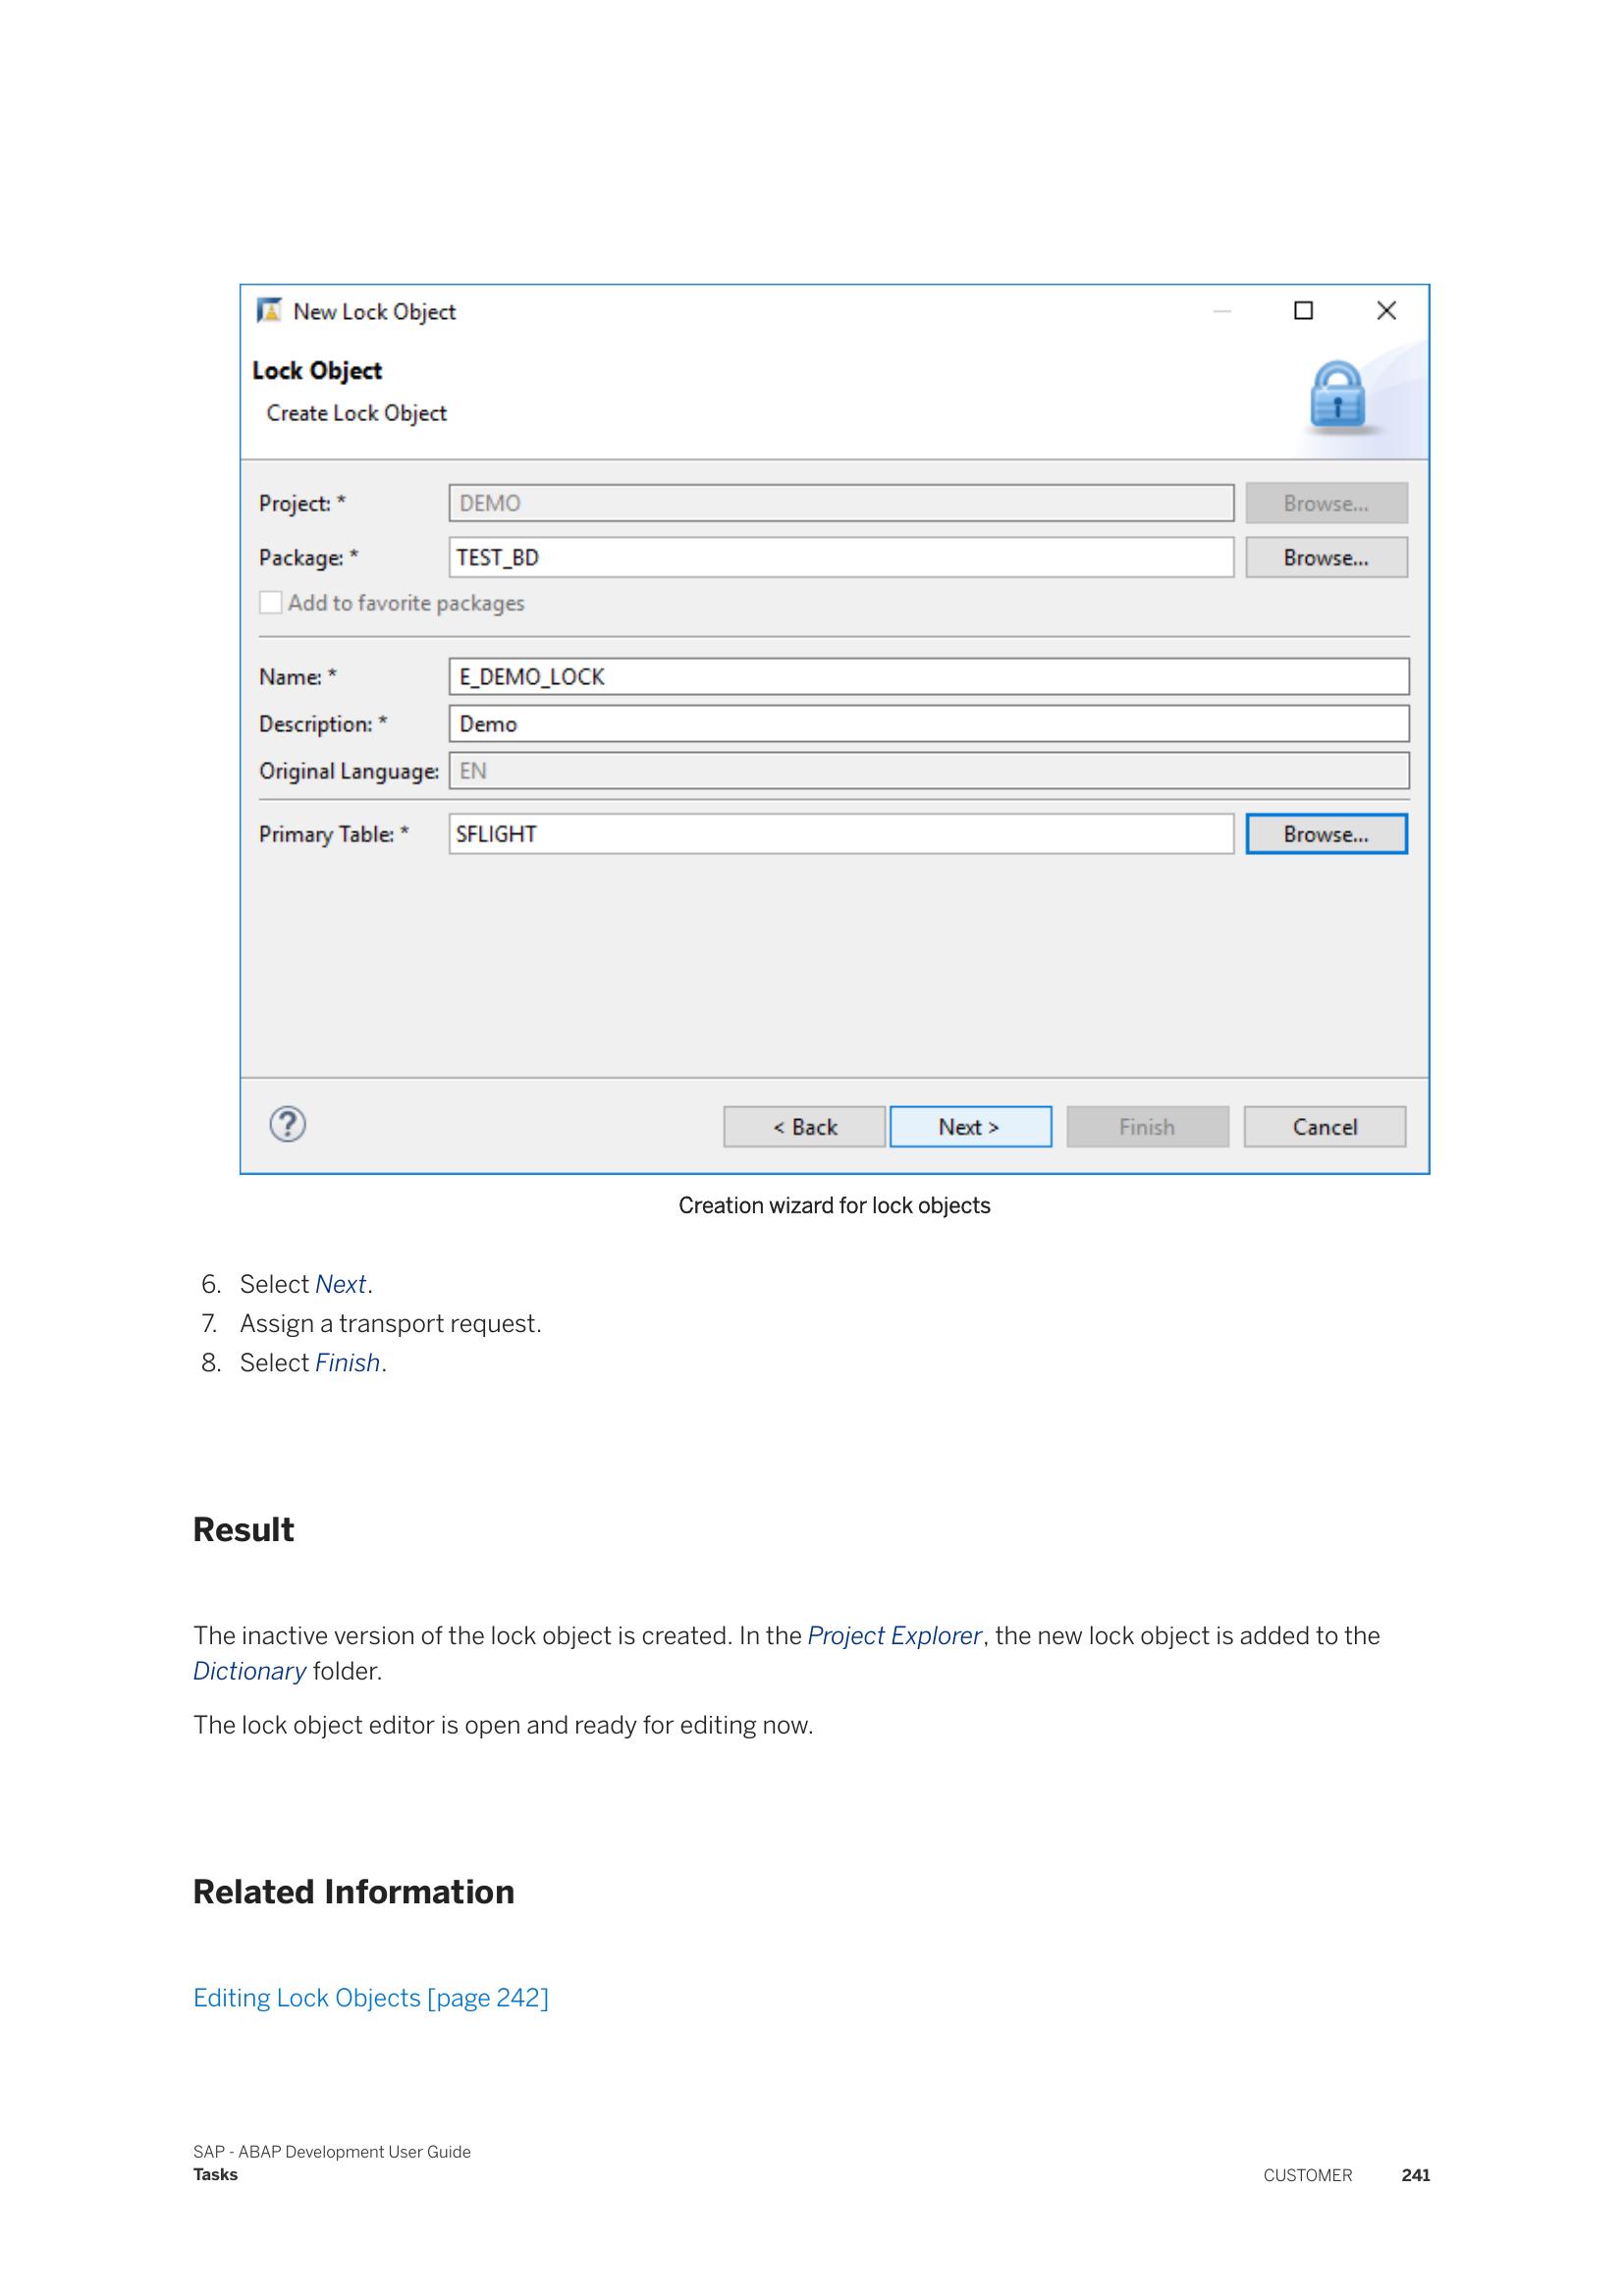 New Lock Object
Lock Object
Create Lock Object
Project: * DEMO Browse...
Package: * TEST_BD Browse...
Add to favorite packages
Name: * E_DEMO_LOCK
Description: * Demo
Original Language: EN
Primary Table: * SFLIGHT Browse...
? < Back Next > Finish Cancel
Creation wizard for lock objects
6. Select Next.
7. Assign a transport request.
8. Select Finish.
Result
The inactive version of the lock object is created. In the Project Explorer, the new lock object is added to the
Dictionary folder.
The lock object editor is open and ready for editing now.
Related Information
Editing Lock Objects [page 242]
SAP - ABAP Development User Guide
Tasks
CUSTOMER 241